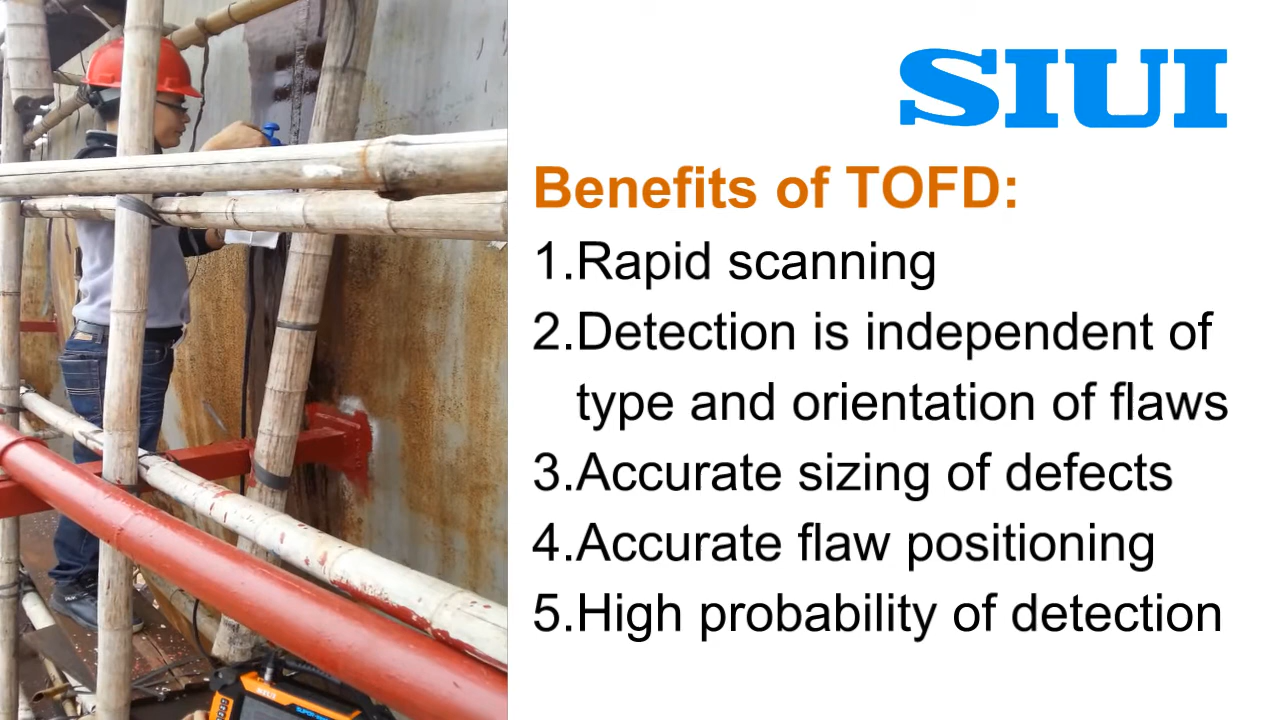 SIUI
Benefits of TOFD:
1.Rapid scanning
2.Detection is independent of
type and orientation of flaws
3.Accurate sizing of defects
4.Accurate flaw positioning
5.High probability of detection
SIUI